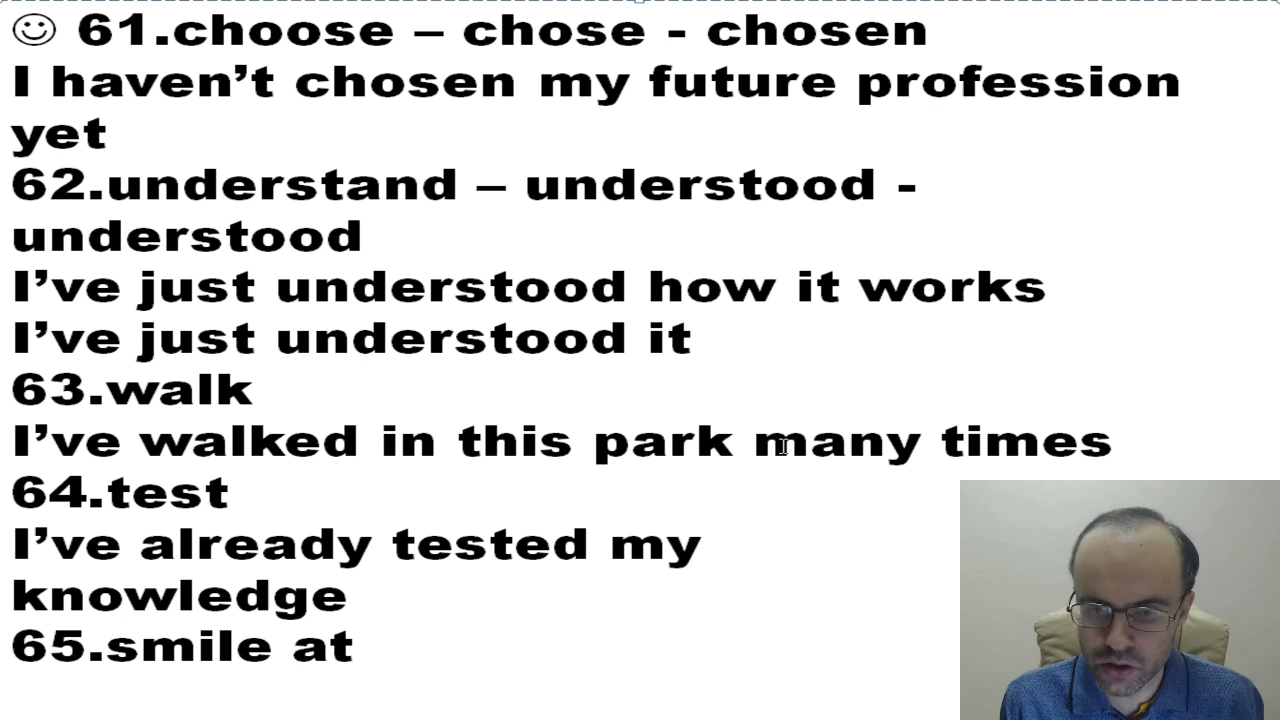 ☺ 61.choose – chose - chosen
I haven’t chosen my future profession
yet
62.understand – understood -
understood
I’ve just understood how it works
I’ve just understood it
63.walk
I’ve walked in this park many times
64.test
I’ve already tested my
knowledge
65.smile at